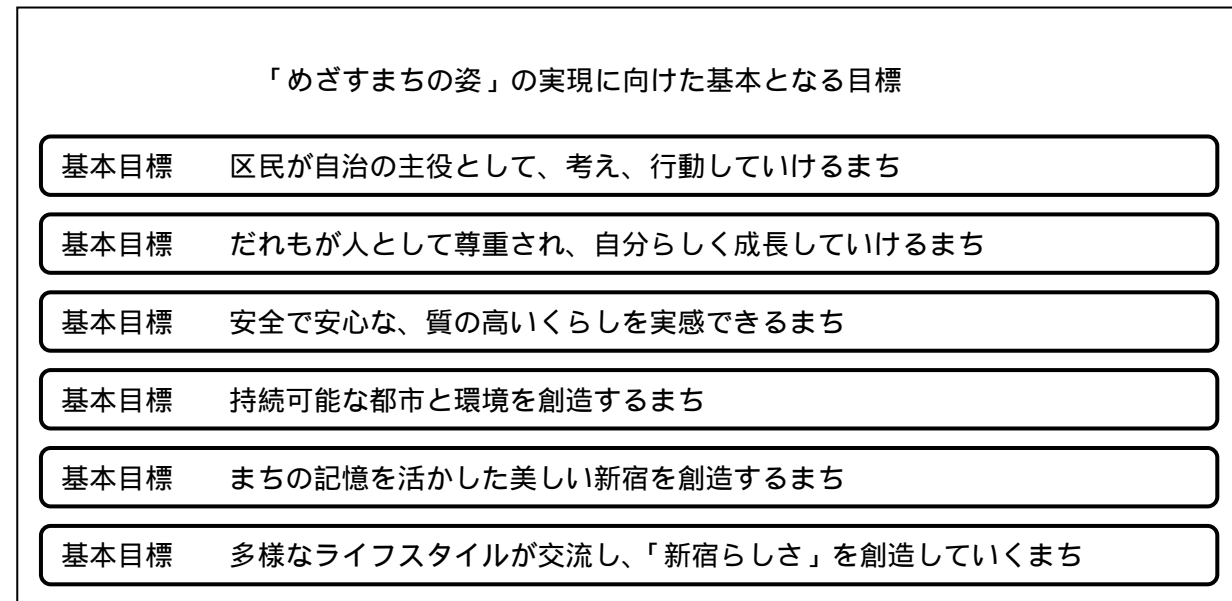 「めざすまちの姿」の実現に向けた基本となる目標
基本目標 区民が自治の主役として、考え、行動していけるまち
基本目標 だれもが人として尊重され、自分らしく成長していけるまち
基本目標 安全で安心な、質の高いくらしを実感できるまち
基本目標 持続可能な都市と環境を創造するまち
基本目標 まちの記憶を活かした美しい新宿を創造するまち
基本目標 多様なライフスタイルが交流し、「新宿らしさ」を創造していくまち